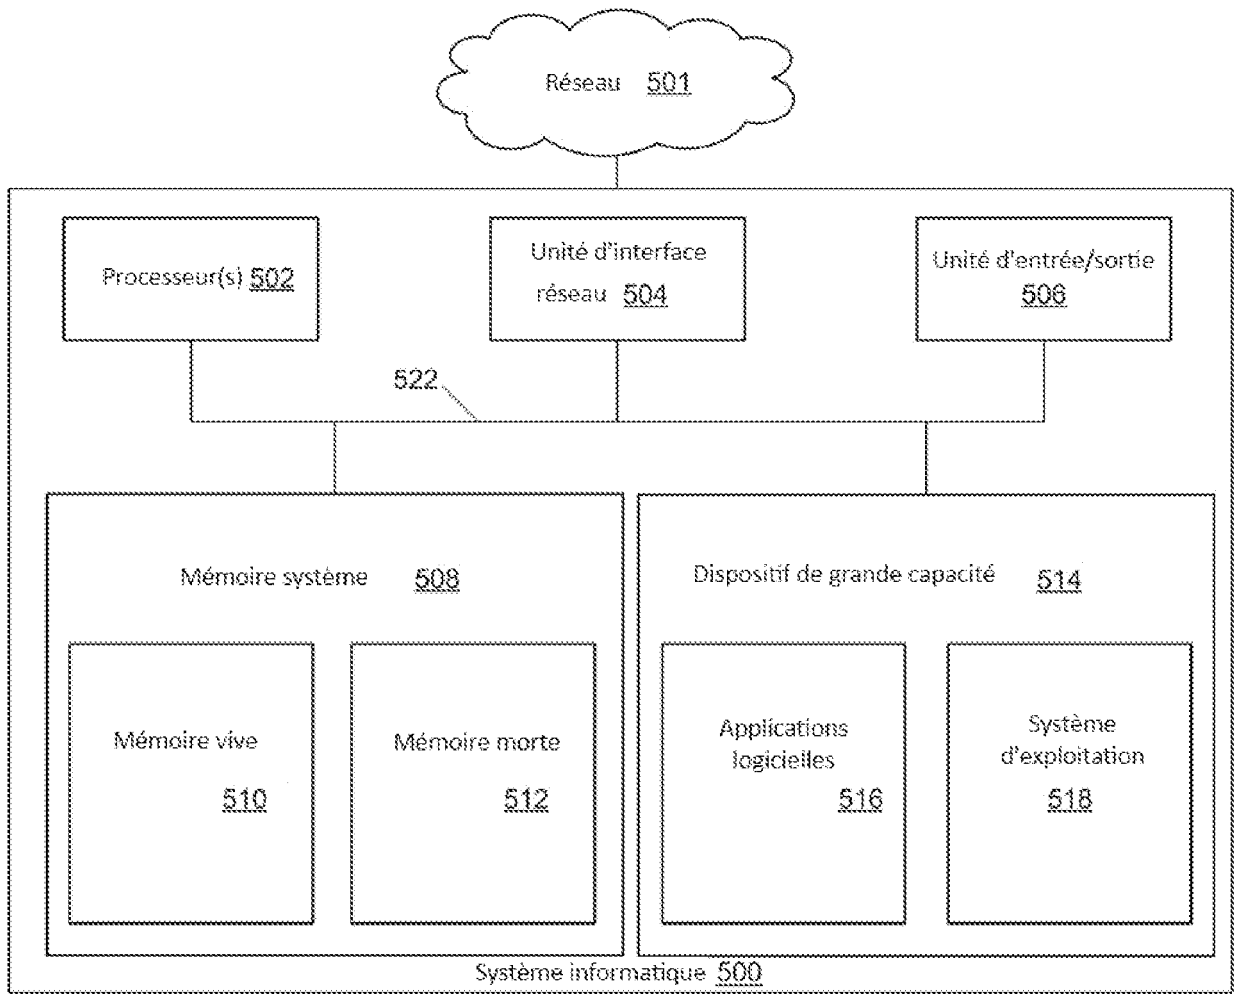 Réseau 501
Processeur(s) 502
Unité d'interface
réseau 504
Unité d'entrée/sortie
506
522
Mémoire système 508
Dispositif de grande capacité 514
Mémoire vive
510
Mémoire morte
512
Applications
logicielles
516
Système
d'exploitation
518
Système informatique 500